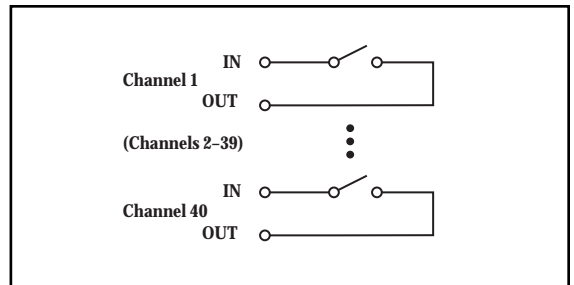 IN
Channel 1
OUT
(Channels 2–39)
IN
Channel 40
OUT